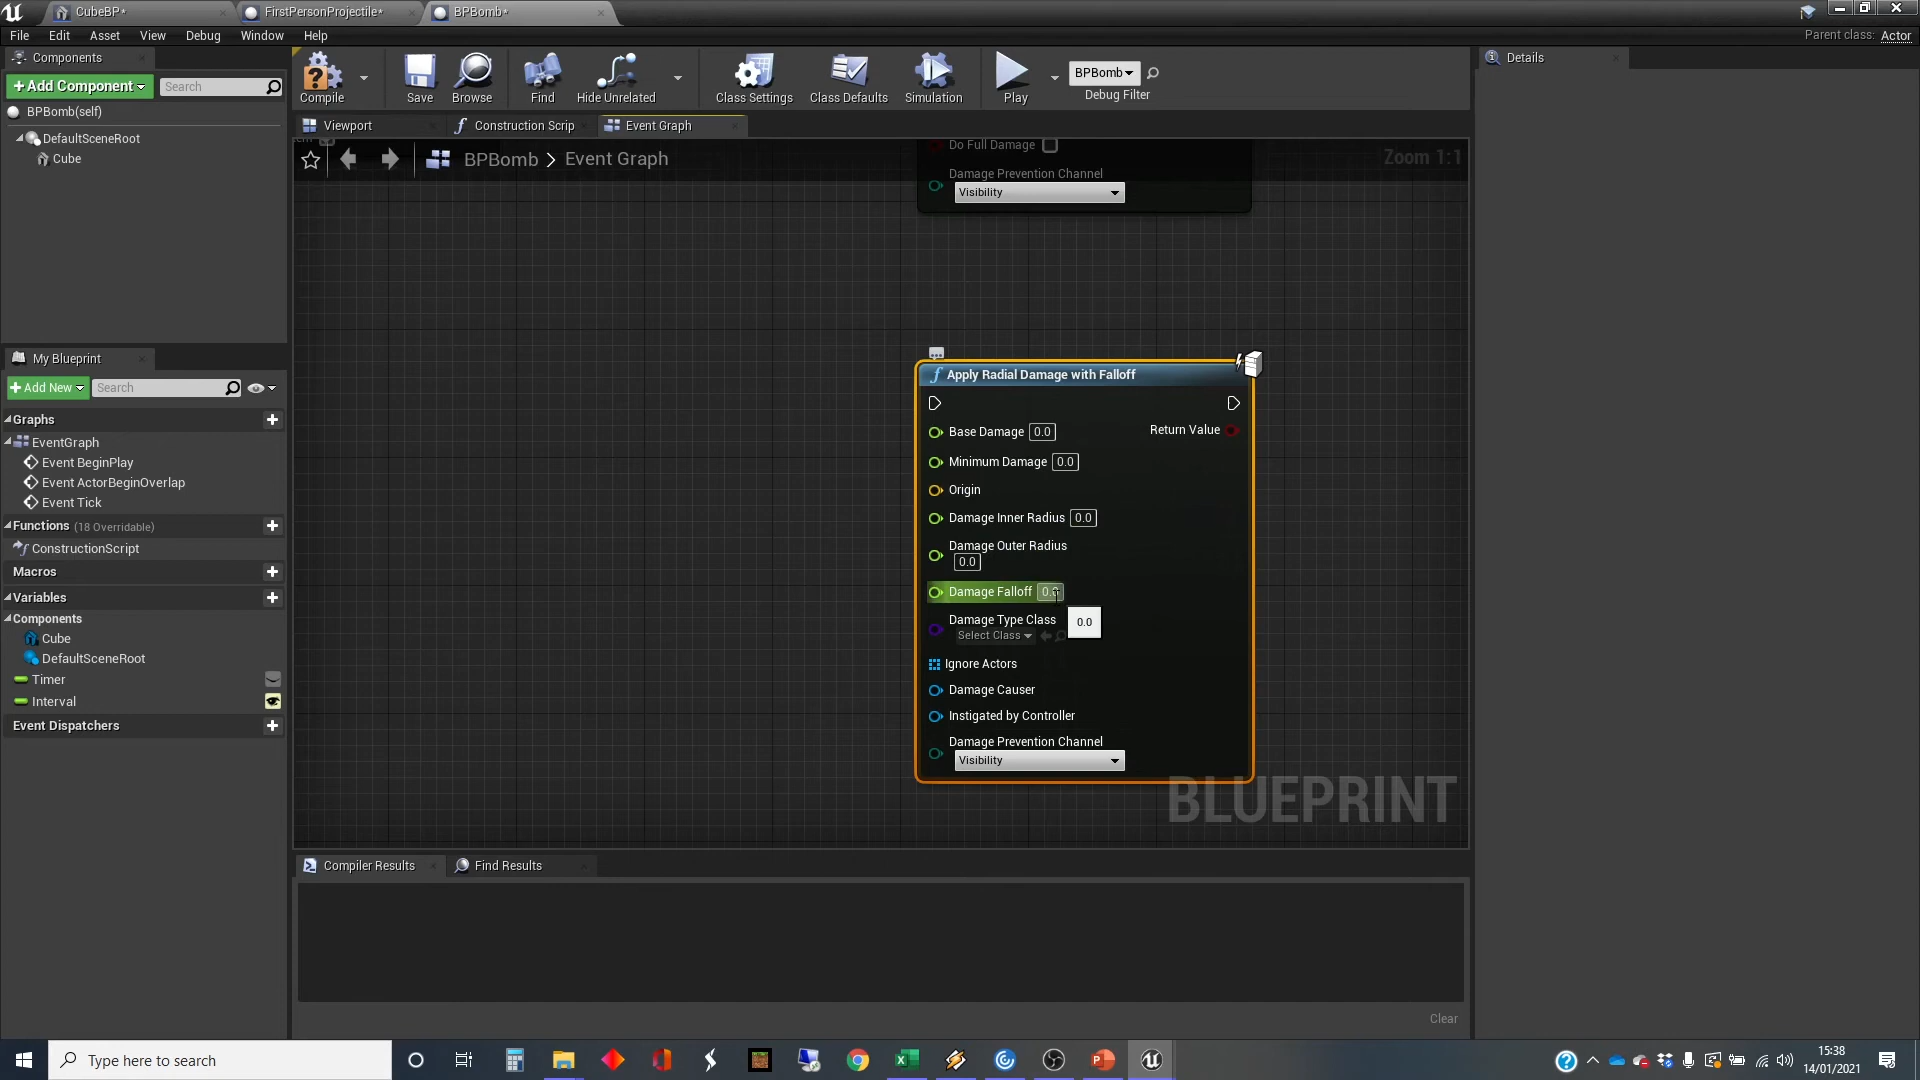 CubeBP*
FirstPersonProjectile*
BPBomb*
File Edit Asset View Debug Window Help
Parent class: Actor
Components
Add Component
Search
BPBomb(self)
DefaultSceneRoot
Cube
Compile
Save
Browse
Find
Hide Unrelated
Class Settings
Class Defaults
Simulation
Play
BPBomb
Debug Filter
Details
Viewport
Construction Scrip
Event Graph
BPBomb > Event Graph
Zoom 1:1
Do Full Damage
Damage Prevention Channel
Visibility
Apply Radial Damage with Falloff
Base Damage 0.0
Return Value
Minimum Damage 0.0
Origin
Damage Inner Radius 0.0
Damage Outer Radius
0.0
Damage Falloff 0.0
Damage Type Class
Select Class
0.0
Ignore Actors
Damage Causer
Instigated by Controller
Damage Prevention Channel
Visibility
BLUEPRINT
My Blueprint
Add New
Search
Graphs
EventGraph
Event BeginPlay
Event ActorBeginOverlap
Event Tick
Functions (18 Overridable)
ConstructionScript
Macros
Variables
Components
Cube
DefaultSceneRoot
Timer
Interval
Event Dispatchers
Compiler Results
Find Results
Clear
Type here to search
15:38
14/01/2021